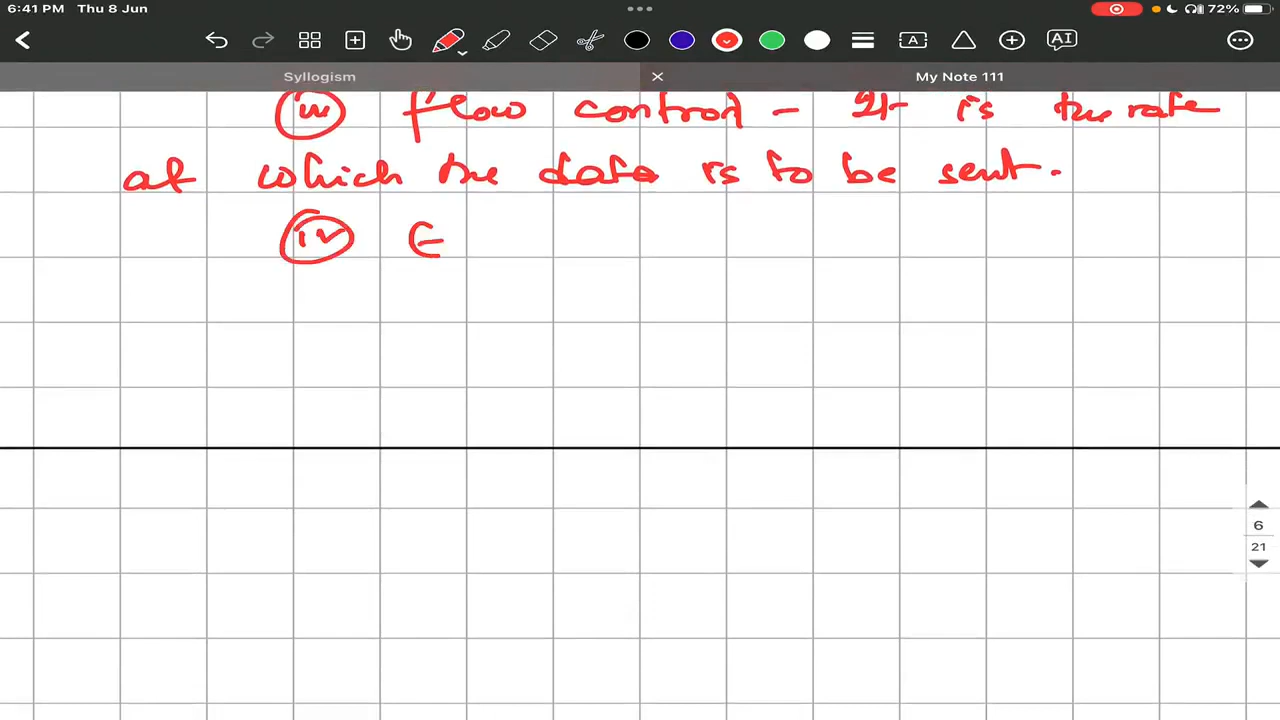 6:41 PM Thu 8 Jun 72%
AI
A
Syllogism
My Note 111
(iii) flow control - It is the rate
at which the data is to be sent.
(iv) E
6
21